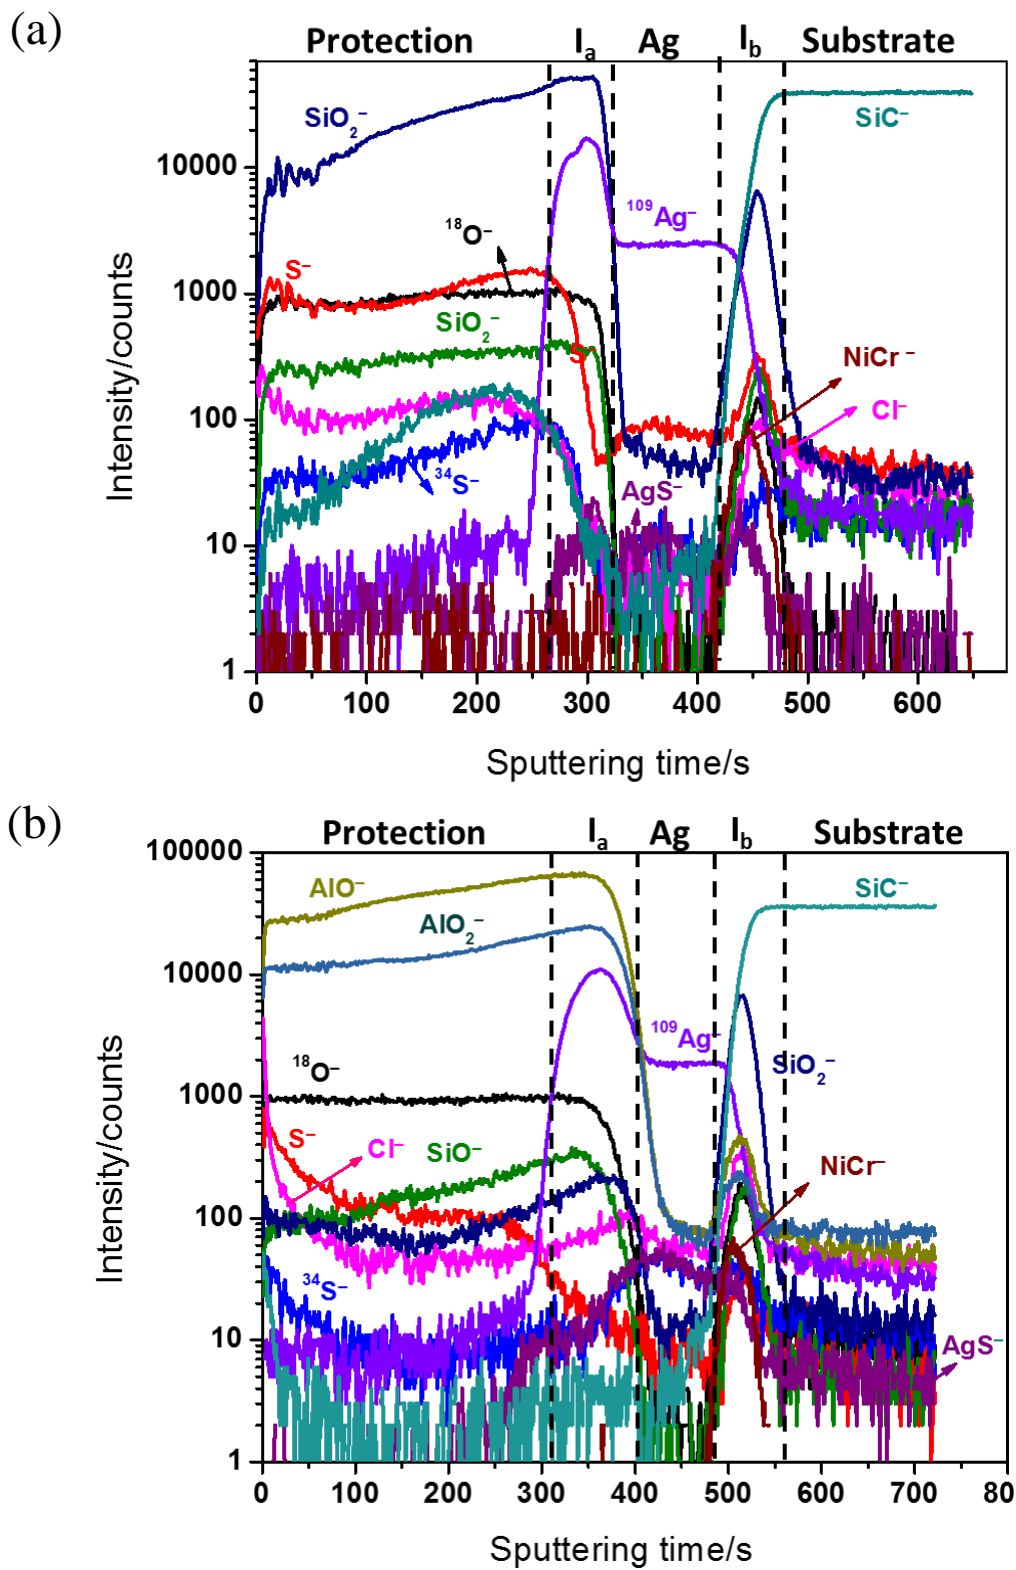 (a)
Protection Iₐ Ag I_b Substrate
SiO₂⁻
SiC⁻
10000
¹⁸O⁻
¹⁰⁹Ag⁻
S⁻
1000
SiO₂⁻
S⁻
NiCr⁻
Cl⁻
100
³⁴S⁻
AgS⁻
10
1
Intensity/counts
0 100 200 300 400 500 600
Sputtering time/s
(b)
Protection Iₐ Ag I_b Substrate
100000
AlO⁻
SiC⁻
AlO₂⁻
10000
¹⁰⁹Ag⁻
¹⁸O⁻
SiO₂⁻
1000
S⁻
Cl⁻
SiO⁻
NiCr⁻
100
³⁴S⁻
10
AgS⁻
1
Intensity/counts
0 100 200 300 400 500 600 700 80
Sputtering time/s